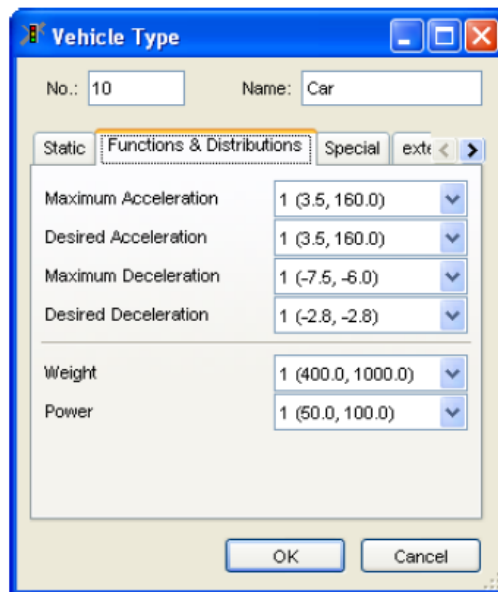 Vehicle Type
No.: 10 Name: Car
Static Functions & Distributions Special exte
Maximum Acceleration 1 (3.5, 160.0)
Desired Acceleration 1 (3.5, 160.0)
Maximum Deceleration 1 (-7.5, -6.0)
Desired Deceleration 1 (-2.8, -2.8)
Weight 1 (400.0, 1000.0)
Power 1 (50.0, 100.0)
OK Cancel